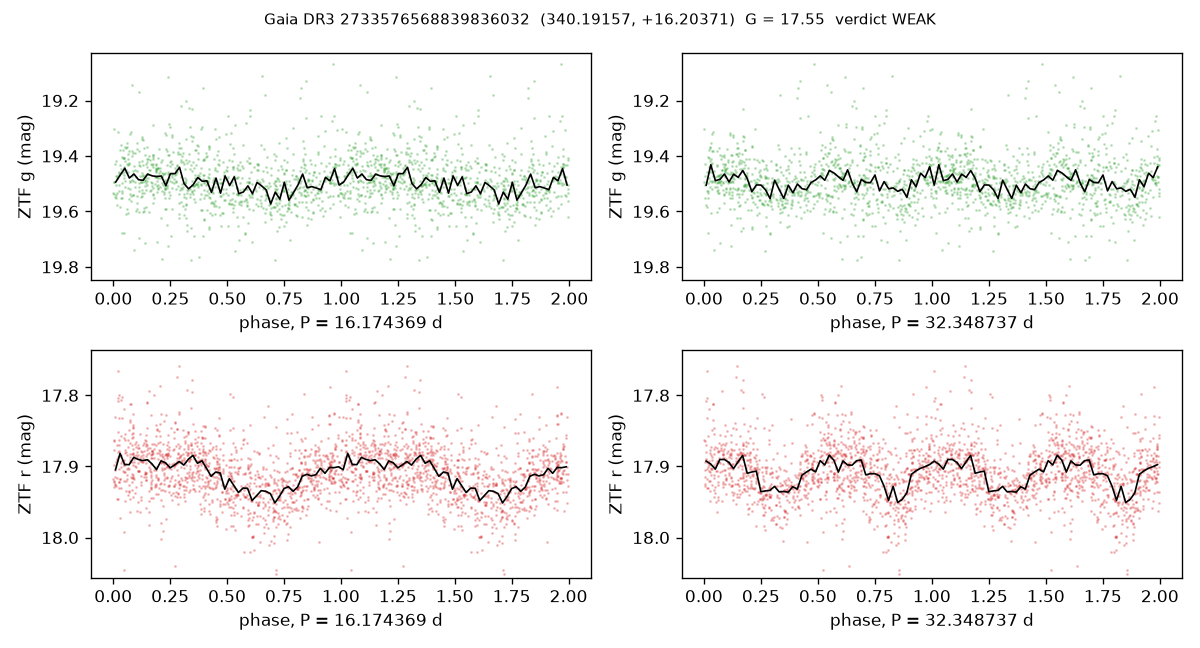 Gaia DR3 2733576568839836032 (340.19157, +16.20371) G = 17.55 verdict WEAK
ZTF g (mag)
19.2
19.4
19.6
19.8
0.00 0.25 0.50 0.75 1.00 1.25 1.50 1.75 2.00
phase, P = 16.174369 d
ZTF g (mag)
19.2
19.4
19.6
19.8
0.00 0.25 0.50 0.75 1.00 1.25 1.50 1.75 2.00
phase, P = 32.348737 d
ZTF r (mag)
17.8
17.9
18.0
0.00 0.25 0.50 0.75 1.00 1.25 1.50 1.75 2.00
phase, P = 16.174369 d
ZTF r (mag)
17.8
17.9
18.0
0.00 0.25 0.50 0.75 1.00 1.25 1.50 1.75 2.00
phase, P = 32.348737 d